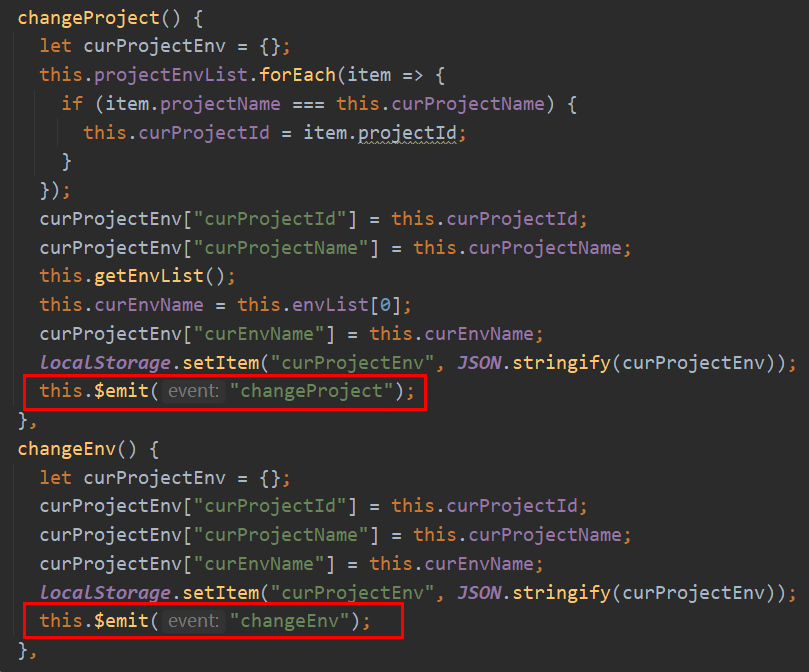 changeProject() {
let curProjectEnv = {};
this.projectEnvList.forEach(item => {
if (item.projectName === this.curProjectName) {
this.curProjectId = item.projectId;
}
});
curProjectEnv["curProjectId"] = this.curProjectId;
curProjectEnv["curProjectName"] = this.curProjectName;
this.getEnvList();
this.curEnvName = this.envList[0];
curProjectEnv["curEnvName"] = this.curEnvName;
localStorage.setItem("curProjectEnv", JSON.stringify(curProjectEnv));
this.$emit( event: "changeProject");
},
changeEnv() {
let curProjectEnv = {};
curProjectEnv["curProjectId"] = this.curProjectId;
curProjectEnv["curProjectName"] = this.curProjectName;
curProjectEnv["curEnvName"] = this.curEnvName;
localStorage.setItem("curProjectEnv", JSON.stringify(curProjectEnv));
this.$emit( event: "changeEnv");
},